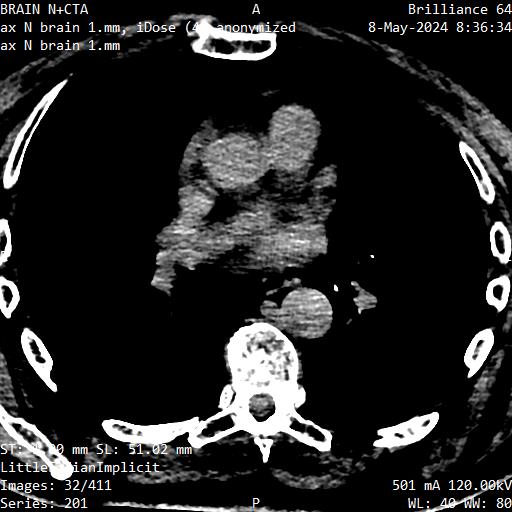 BRAIN N+CTA
A
Brilliance 64
ax N brain 1.mm, iDose (4) anonymized
8-May-2024 8:36:34
ax N brain 1.mm
ST: mm SL: 51.02 mm
Images: 32/411
501 mA 120.00kV
Series: 201
P
WL: 40 WW: 80